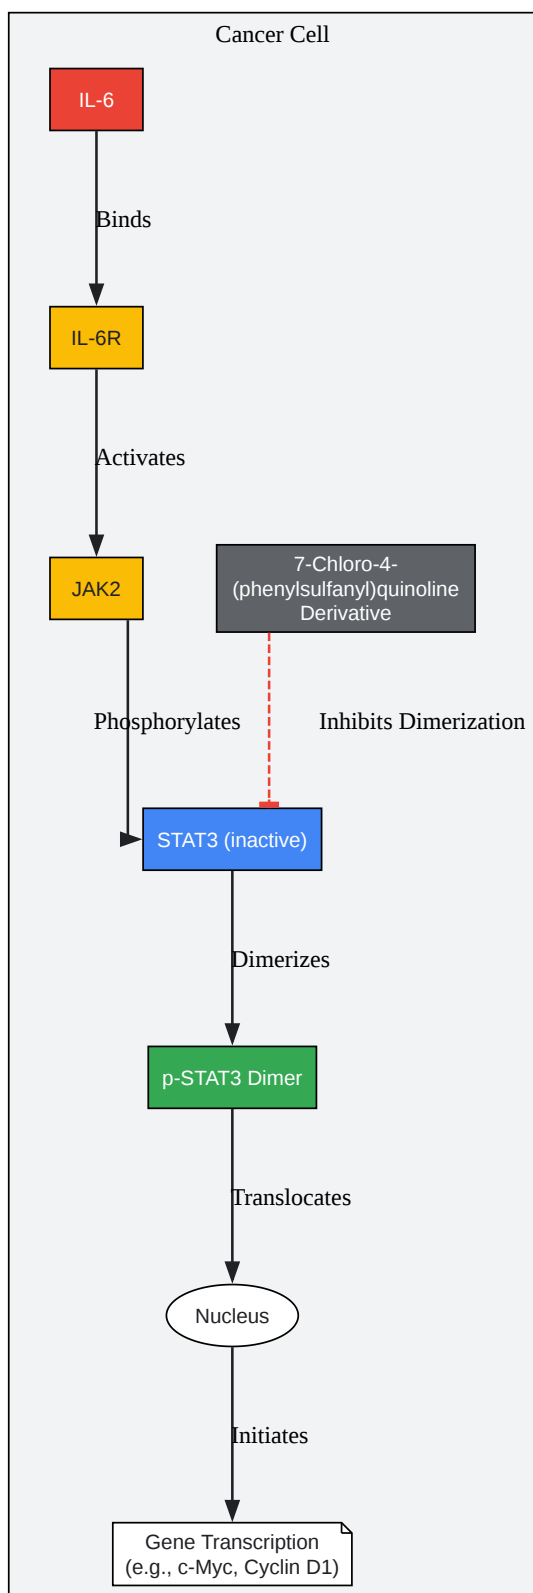 Cancer Cell
IL-6
Binds
IL-6R
Activates
JAK2
7-Chloro-4-
(phenylsulfanyl)quinoline
Derivative
Phosphorylates
Inhibits Dimerization
STAT3 (inactive)
Dimerizes
p-STAT3 Dimer
Translocates
Nucleus
Initiates
Gene Transcription
(e.g., c-Myc, Cyclin D1)